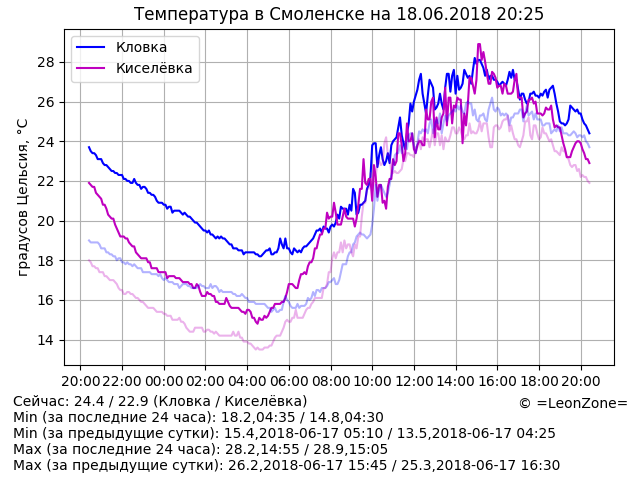 Температура в Смоленске на 18.06.2018 20:25
Кловка
Киселёвка
градусов Цельсия, °C
28
26
24
22
20
18
16
14
20:00 22:00 00:00 02:00 04:00 06:00 08:00 10:00 12:00 14:00 16:00 18:00 20:00
Сейчас: 24.4 / 22.9 (Кловка / Киселёвка)
© =LeonZone=
Min (за последние 24 часа): 18.2,04:35 / 14.8,04:30
Min (за предыдущие сутки): 15.4,2018-06-17 05:10 / 13.5,2018-06-17 04:25
Max (за последние 24 часа): 28.2,14:55 / 28.9,15:05
Max (за предыдущие сутки): 26.2,2018-06-17 15:45 / 25.3,2018-06-17 16:30